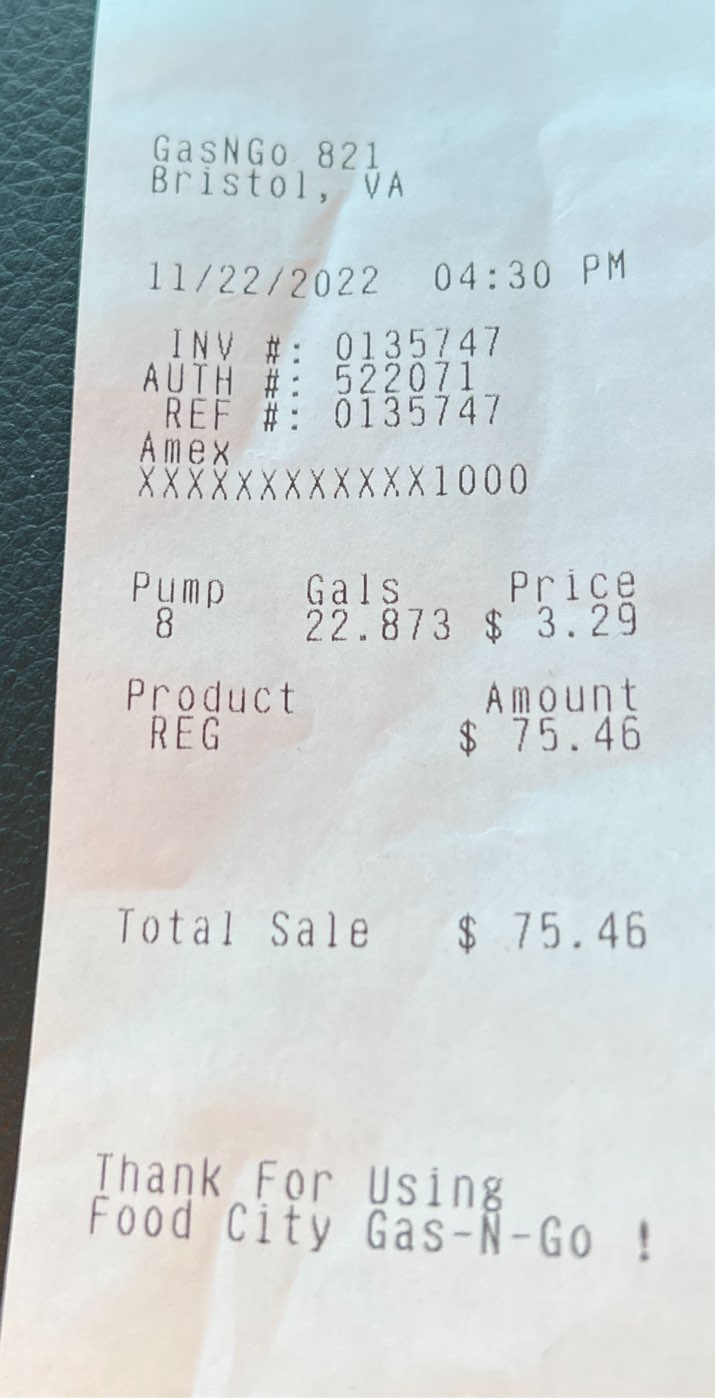 GasNGo 821
Bristol, VA
11/22/2022 04:30 PM
INV #: 0135747
AUTH #: 522071
REF #: 0135747
Amex
XXXXXXXXXXXX1000
Pump Gals Price
8 22.873 $ 3.29
Product Amount
REG $ 75.46
Total Sale $ 75.46
Thank For Using
Food City Gas-N-Go !